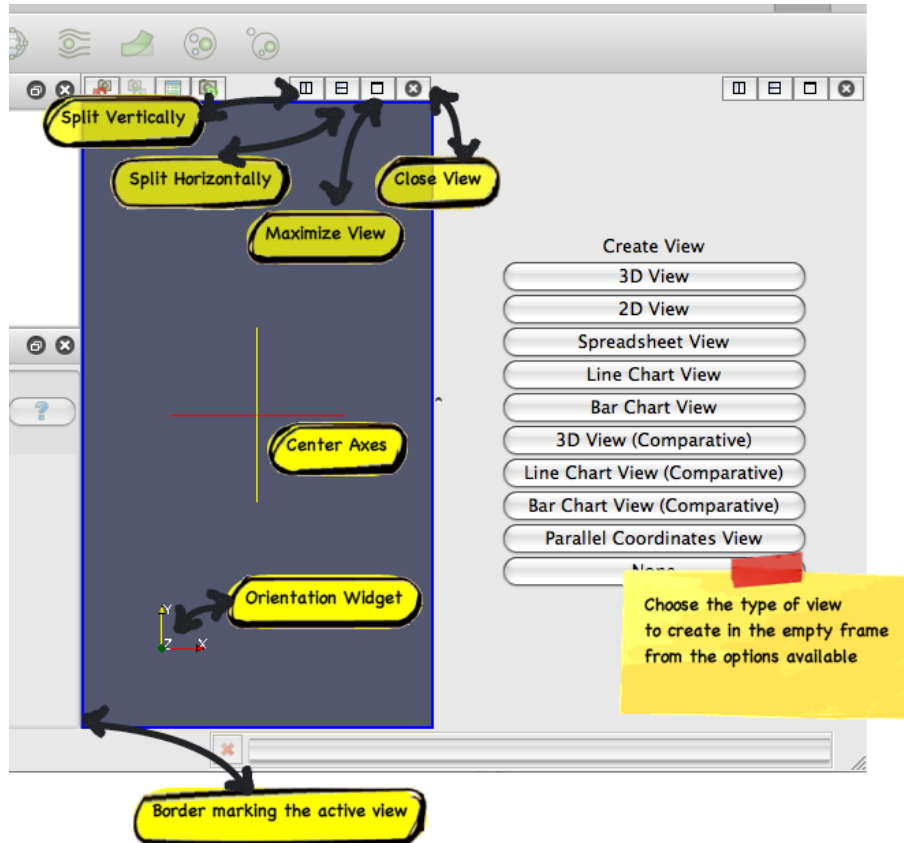 Split Vertically
Split Horizontally
Close View
Maximize View
Center Axes
Orientation Widget
Y
Z
X
Border marking the active view
?
Create View
3D View
2D View
Spreadsheet View
Line Chart View
Bar Chart View
3D View (Comparative)
Line Chart View (Comparative)
Bar Chart View (Comparative)
Parallel Coordinates View
None
Choose the type of view
to create in the empty frame
from the options available